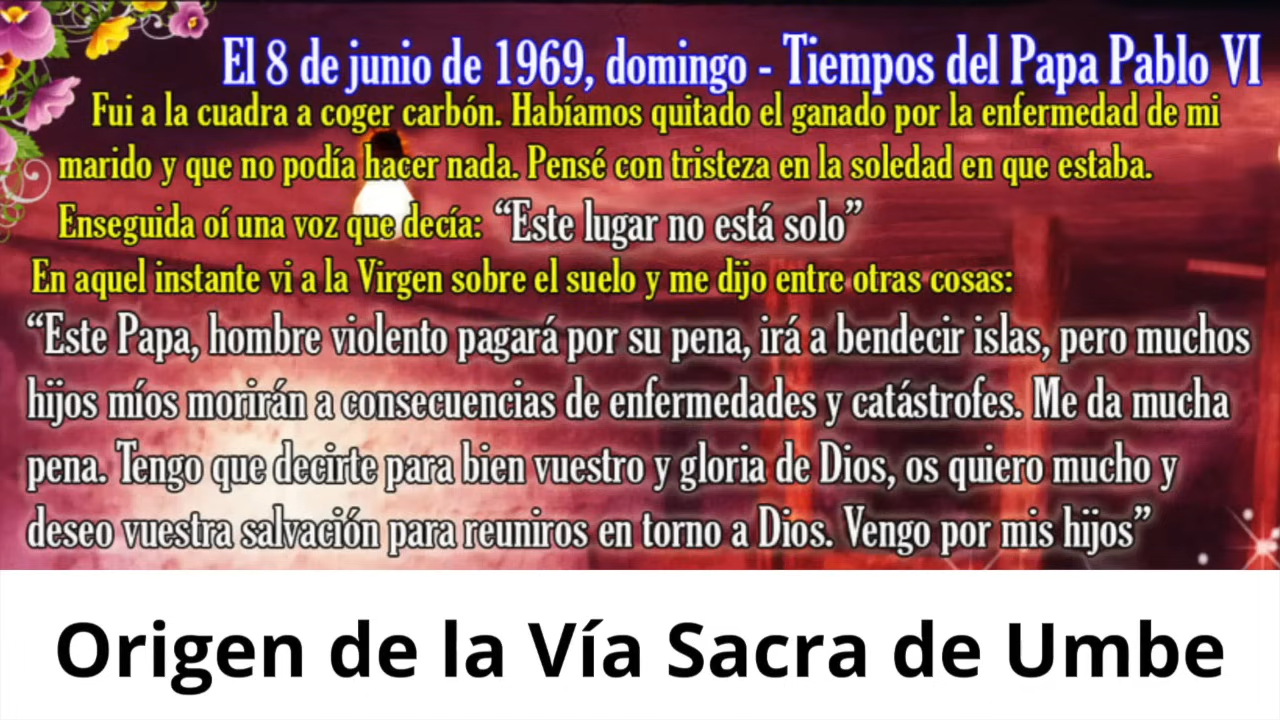 El 8 de junio de 1969, domingo - Tiempos del Papa Pablo VI
Fui a la cuadra a coger carbón. Habíamos quitado el ganado por la enfermedad de mi
marido y que no podía hacer nada. Pensé con tristeza en la soledad en que estaba.
Enseguida oí una voz que decía: “Este lugar no está solo”
En aquel instante vi a la Virgen sobre el suelo y me dijo entre otras cosas:
“Este Papa, hombre violento pagará por su pena, irá a bendecir islas, pero muchos
hijos míos morirán a consecuencias de enfermedades y catástrofes. Me da mucha
pena. Tengo que decirte para bien vuestro y gloria de Dios, os quiero mucho y
deseo vuestra salvación para reuniros en torno a Dios. Vengo por mis hijos”
Origen de la Vía Sacra de Umbe